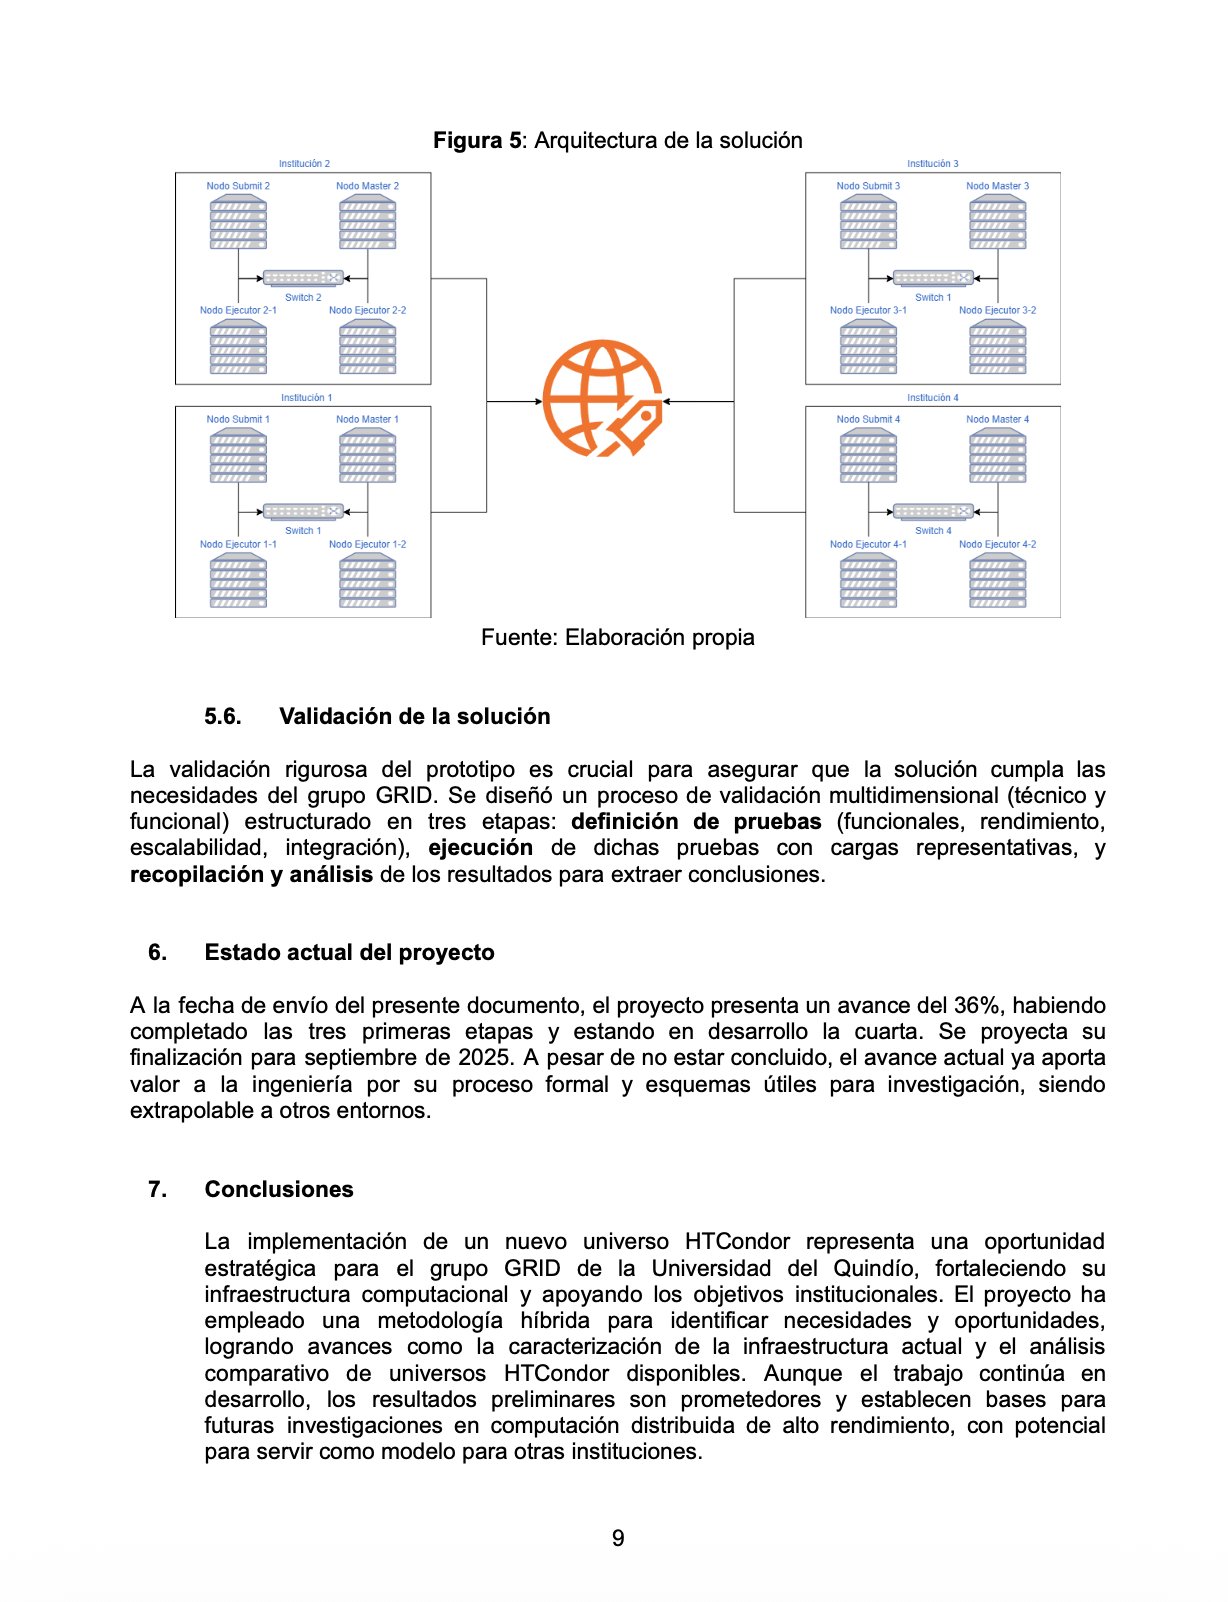 Figura 5: Arquitectura de la solución
Institución 2
Nodo Submit 2
Nodo Master 2
Switch 2
Nodo Ejecutor 2-1
Nodo Ejecutor 2-2
Institución 3
Nodo Submit 3
Nodo Master 3
Switch 1
Nodo Ejecutor 3-1
Nodo Ejecutor 3-2
Institución 1
Nodo Submit 1
Nodo Master 1
Switch 1
Nodo Ejecutor 1-1
Nodo Ejecutor 1-2
Institución 4
Nodo Submit 4
Nodo Master 4
Switch 4
Nodo Ejecutor 4-1
Nodo Ejecutor 4-2
Fuente: Elaboración propia
5.6. Validación de la solución
La validación rigurosa del prototipo es crucial para asegurar que la solución cumpla las
necesidades del grupo GRID. Se diseñó un proceso de validación multidimensional (técnico y
funcional) estructurado en tres etapas: definición de pruebas (funcionales, rendimiento,
escalabilidad, integración), ejecución de dichas pruebas con cargas representativas, y
recopilación y análisis de los resultados para extraer conclusiones.
6. Estado actual del proyecto
A la fecha de envío del presente documento, el proyecto presenta un avance del 36%, habiendo
completado las tres primeras etapas y estando en desarrollo la cuarta. Se proyecta su
finalización para septiembre de 2025. A pesar de no estar concluido, el avance actual ya aporta
valor a la ingeniería por su proceso formal y esquemas útiles para investigación, siendo
extrapolable a otros entornos.
7. Conclusiones
La implementación de un nuevo universo HTCondor representa una oportunidad
estratégica para el grupo GRID de la Universidad del Quindío, fortaleciendo su
infraestructura computacional y apoyando los objetivos institucionales. El proyecto ha
empleado una metodología híbrida para identificar necesidades y oportunidades,
logrando avances como la caracterización de la infraestructura actual y el análisis
comparativo de universos HTCondor disponibles. Aunque el trabajo continúa en
desarrollo, los resultados preliminares son prometedores y establecen bases para
futuras investigaciones en computación distribuida de alto rendimiento, con potencial
para servir como modelo para otras instituciones.
9